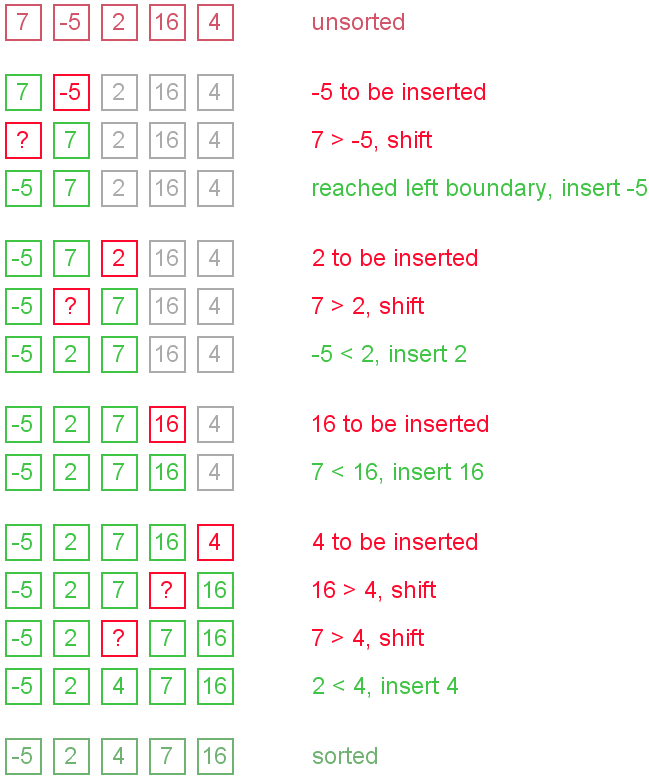 7 -5 2 16 4 unsorted
7 -5 2 16 4 -5 to be inserted
? 7 2 16 4 7 > -5, shift
-5 7 2 16 4 reached left boundary, insert -5
-5 7 2 16 4 2 to be inserted
-5 ? 7 16 4 7 > 2, shift
-5 2 7 16 4 -5 < 2, insert 2
-5 2 7 16 4 16 to be inserted
-5 2 7 16 4 7 < 16, insert 16
-5 2 7 16 4 4 to be inserted
-5 2 7 ? 16 16 > 4, shift
-5 2 ? 7 16 7 > 4, shift
-5 2 4 7 16 2 < 4, insert 4
-5 2 4 7 16 sorted